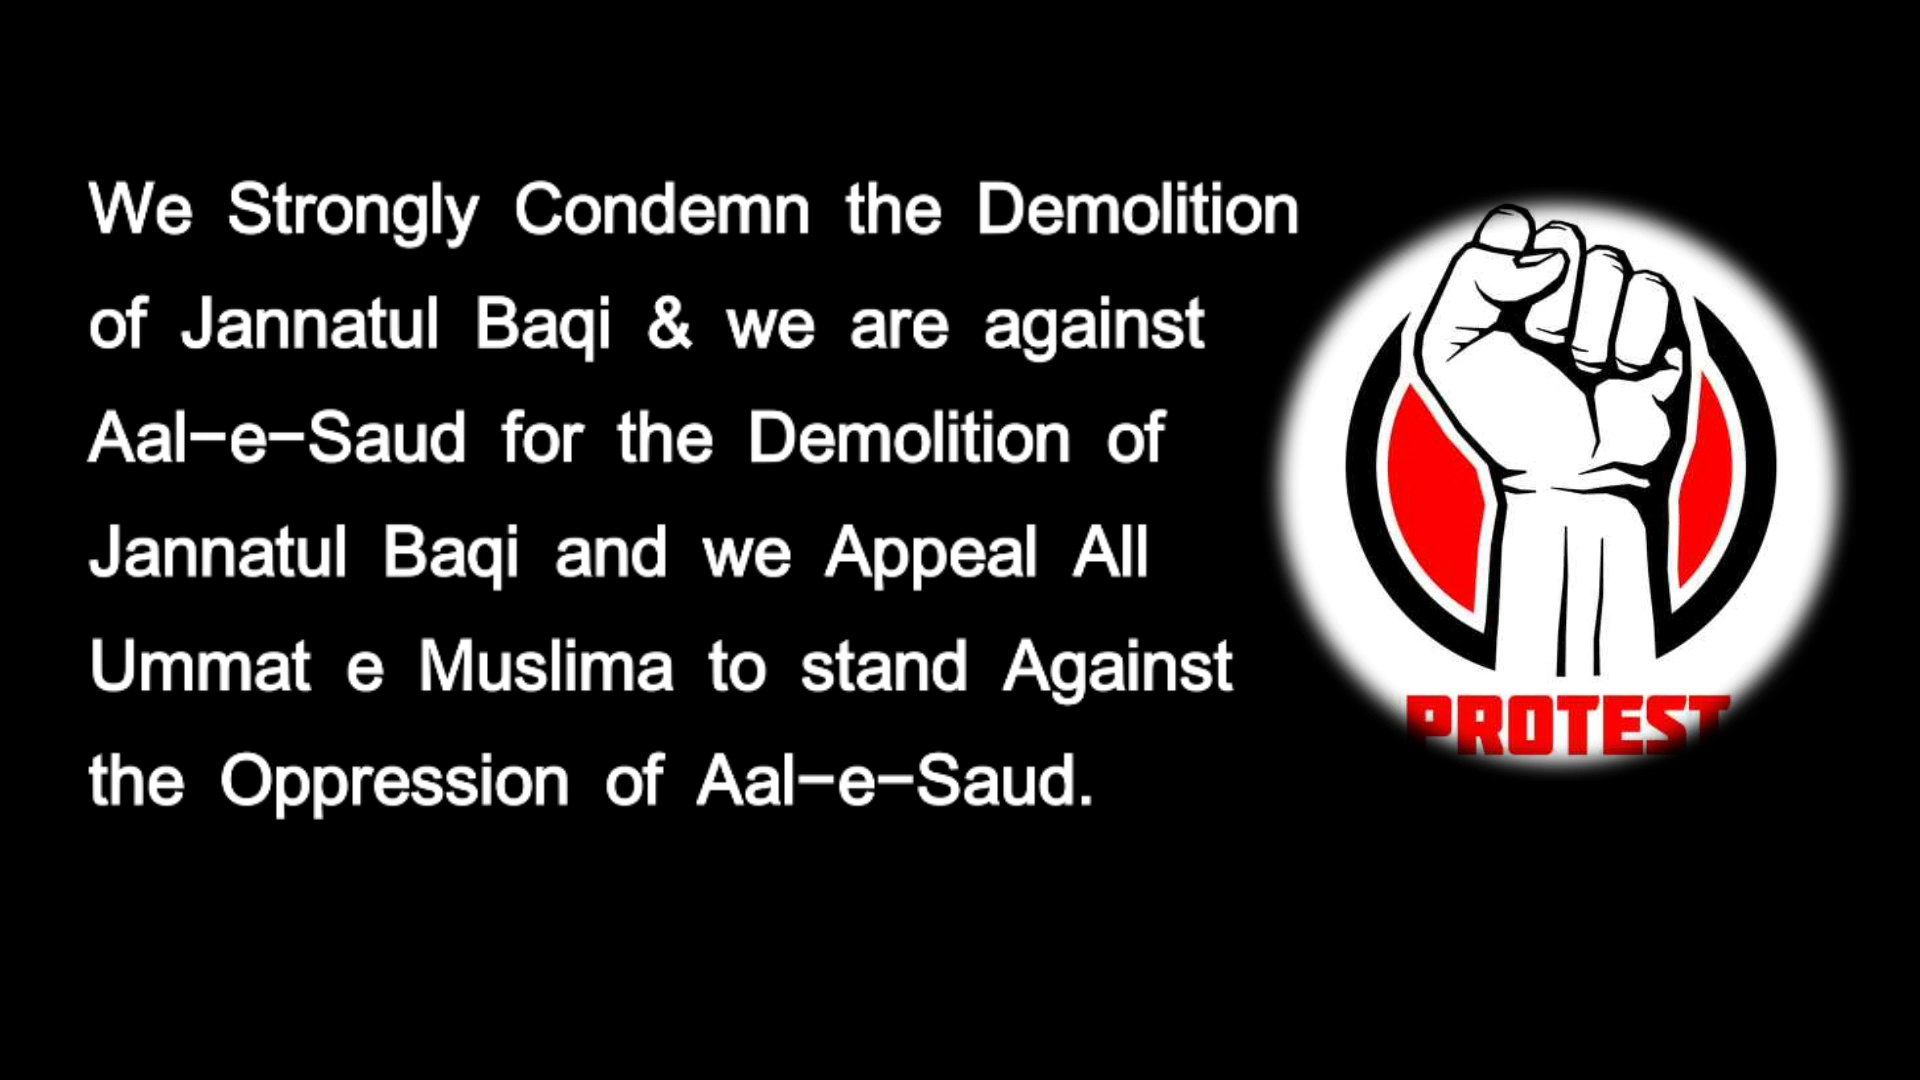 We Strongly Condemn the Demolition
of Jannatul Baqi & we are against
Aal-e-Saud for the Demolition of
Jannatul Baqi and we Appeal All
Ummat e Muslima to stand Against
the Oppression of Aal-e-Saud.
PROTEST